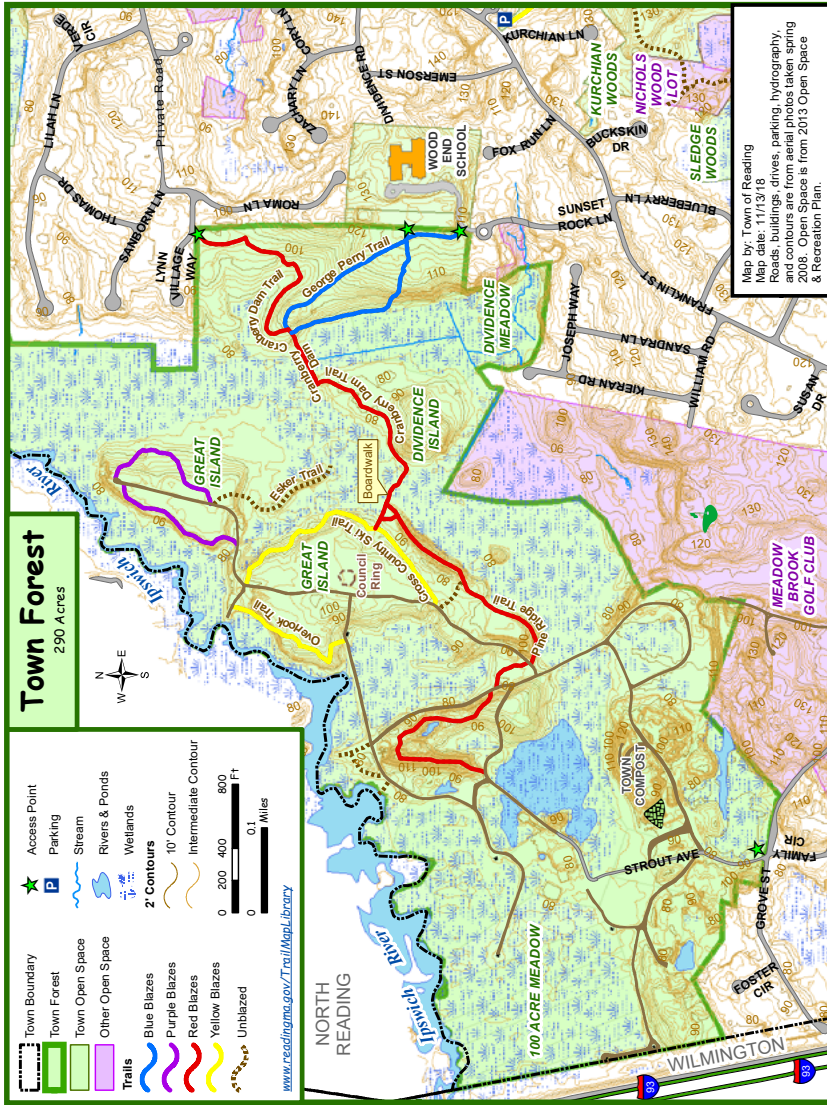 Town Forest
290 Acres
N
W
E
S
Town Boundary
Town Forest
Town Open Space
Other Open Space
Trails
Blue Blazes
Purple Blazes
Red Blazes
Yellow Blazes
Unblazed
www.readingma.gov/TrailMapLibrary
Access Point
P
Parking
Stream
Rivers & Ponds
Wetlands
2' Contours
10' Contour
Intermediate Contour
0 200 400 800
Ft
0 0.1
Miles
NORTH
READING
WILMINGTON
93
93
Ipswich
River
Ipswich
River
100 ACRE MEADOW
GREAT
ISLAND
GREAT
ISLAND
Esker Trail
Overlook Trail
Council
Ring
Cross Country Ski Trail
Boardwalk
Pine
Ridge Trail
Cranberry Dam Trail
Cranberry
Dam
Cranberry Dam Trail
George Perry Trail
DIVIDENCE
ISLAND
DIVIDENCE
MEADOW
TOWN
COMPOST
STROUT AVE
GROVE ST
FAMILY
CIR
FOSTER
CIR
MEADOW
BROOK
GOLF CLUB
WOOD
END
SCHOOL
VERDE
CIR
LILAH LN
Private Road
CORY LN
ZACHARY LN
DIVIDENCE RD
EMERSON ST
THOMAS DR
SANBORN LN
LYNN
VILLAGE
WAY
ROMA LN
P
KURCHIAN LN
KURCHIAN
WOODS
NICHOLS
WOOD
LOT
SLEDGE
WOODS
FOX RUN LN
BUCKSKIN
DR
SUNSET
ROCK LN
BLUEBERRY LN
FRANKLIN ST
JOSEPH WAY
SANDRA LN
KIERAN RD
WILLIAM RD
SUSAN
DR
Map by: Town of Reading
Map date: 11/13/18
Roads, buildings, drives, parking, hydrography,
and contours are from aerial photos taken spring
2008. Open Space is from 2013 Open Space
& Recreation Plan.